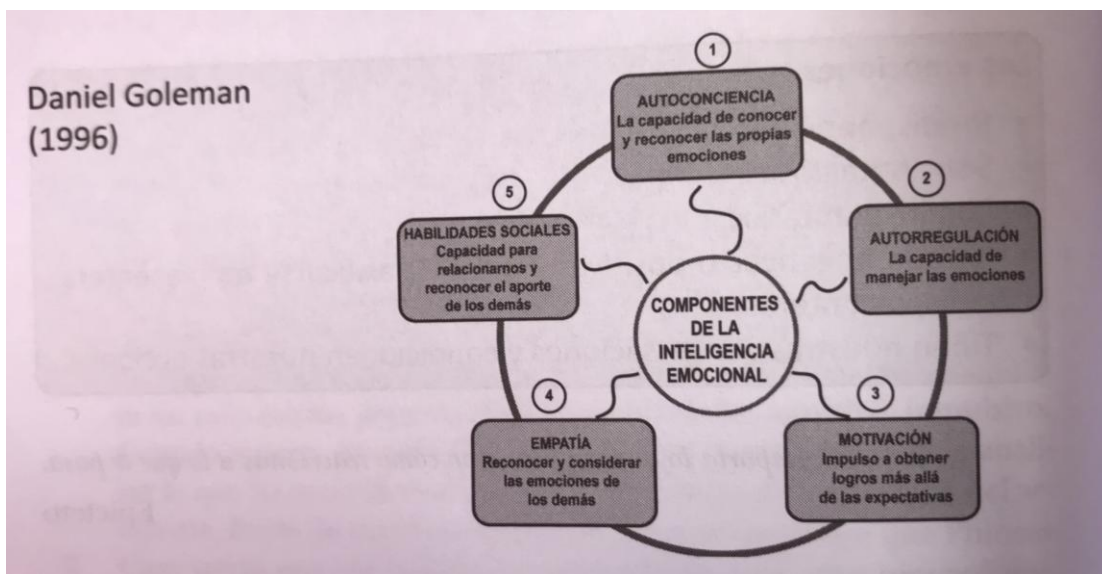 Daniel Goleman
(1996)
1
AUTOCONCIENCIA
La capacidad de conocer
y reconocer las propias
emociones
2
AUTORREGULACIÓN
La capacidad de
manejar las emociones
3
MOTIVACIÓN
Impulso a obtener
logros más allá
de las expectativas
4
EMPATÍA
Reconocer y considerar
las emociones de
los demás
5
HABILIDADES SOCIALES
Capacidad para
relacionarnos y
reconocer el aporte
de los demás
COMPONENTES
DE LA
INTELIGENCIA
EMOCIONAL